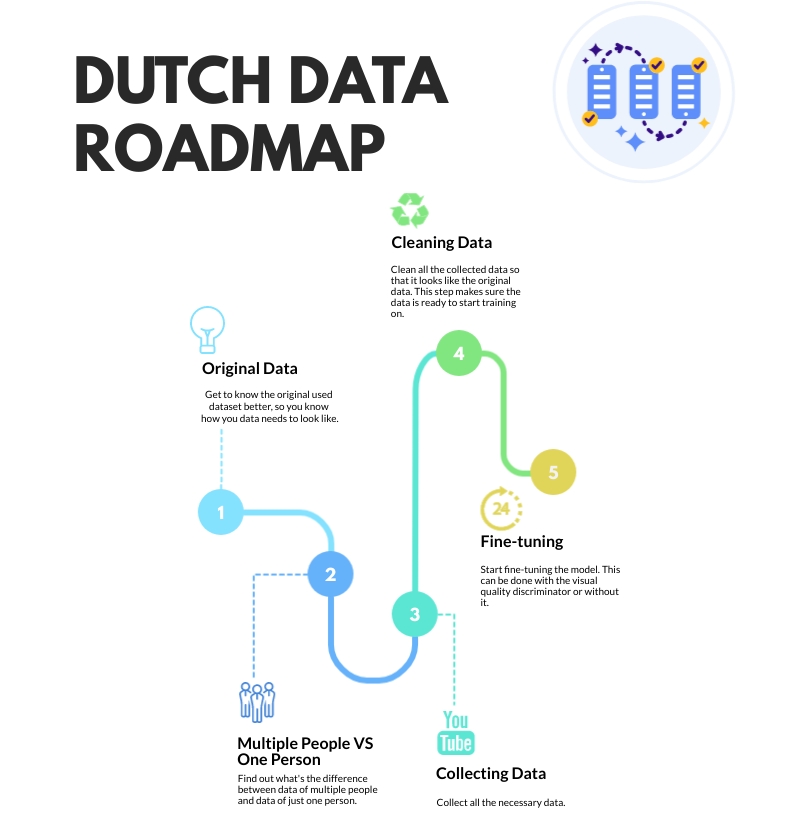 DUTCH DATA
ROADMAP
Cleaning Data
Clean all the collected data so
that it looks like the original
data. This step makes sure the
data is ready to start training
on.
Original Data
Get to know the original used
dataset better, so you know
how you data needs to look like.
4
5
1
24
Fine-tuning
Start fine-tuning the model. This
can be done with the visual
quality discriminator or without
it.
2
3
Multiple People VS
One Person
Find out what's the difference
between data of multiple people
and data of just one person.
You
Tube
Collecting Data
Collect all the necessary data.